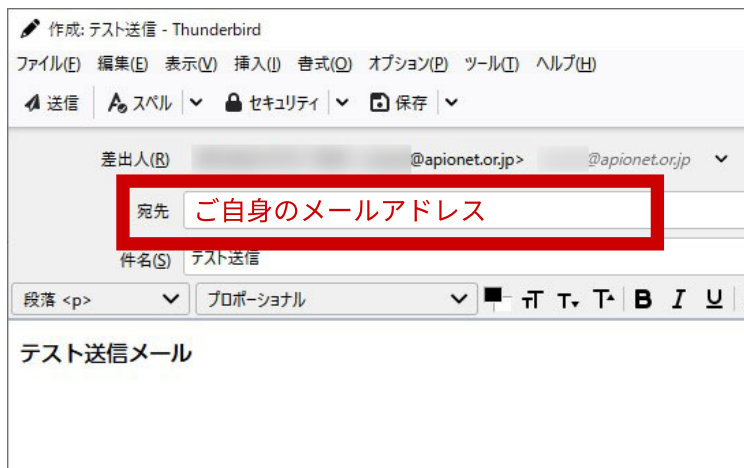 作成: テスト送信 - Thunderbird
ファイル(F) 編集(E) 表示(V) 挿入(I) 書式(O) オプション(P) ツール(T) ヘルプ(H)
送信 スペル セキュリティ 保存
差出人(R) @apionet.or.jp> @apionet.or.jp
宛先 ご自身のメールアドレス
件名(S) テスト送信
段落 <p> プロポーショナル B I U
テスト送信メール